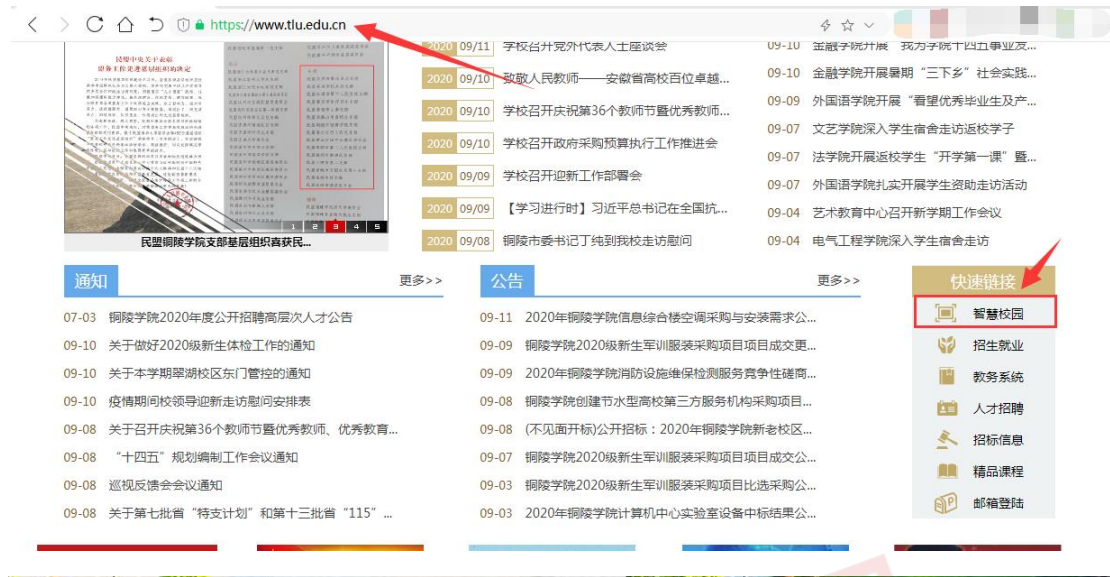 https://www.tlu.edu.cn
民盟中央关于表彰
盟务工作先进基层组织的决定
1 2 3 4 5
民盟铜陵学院支部基层组织喜获民...
2020 09/11 学校召开党外代表人士座谈会
2020 09/10 致敬人民教师——安徽省高校百位卓越...
2020 09/10 学校召开庆祝第36个教师节暨优秀教师...
2020 09/10 学校召开政府采购预算执行工作推进会
2020 09/09 学校召开迎新工作部署会
2020 09/09 【学习进行时】习近平总书记在全国抗...
2020 09/08 铜陵市委书记丁纯到我校走访慰问
09-10 金融学院开展“我为学院十四五事业发...
09-10 金融学院开展暑期“三下乡”社会实践...
09-09 外国语学院开展“看望优秀毕业生及产...
09-07 文艺学院深入学生宿舍走访返校学子
09-07 法学院开展返校学生“开学第一课”暨...
09-07 外国语学院扎实开展学生资助走访活动
09-04 艺术教育中心召开新学期工作会议
09-04 电气工程学院深入学生宿舍走访
通知
更多>>
07-03 铜陵学院2020年度公开招聘高层次人才公告
09-10 关于做好2020级新生体检工作的通知
09-10 关于本学期翠湖校区东门管控的通知
09-10 疫情期间校领导迎新走访慰问安排表
09-08 关于召开庆祝第36个教师节暨优秀教师、优秀教育...
09-08 “十四五”规划编制工作会议通知
09-08 巡视反馈会会议通知
09-08 关于第七批省“特支计划”和第十三批省“115”...
公告
更多>>
09-11 2020年铜陵学院信息综合楼空调采购与安装需求公...
09-09 2020年铜陵学院2020级新生军训服装采购项目项目成交更...
09-09 2020年铜陵学院消防设施维保检测服务竞争性磋商...
09-08 铜陵学院创建节水型高校第三方服务机构采购项目...
09-08 (不见面开标)公开招标：2020年铜陵学院新老校区...
09-07 铜陵学院2020级新生军训服装采购项目项目成交公...
09-03 铜陵学院2020级新生军训服装采购项目比选采购公...
09-03 2020年铜陵学院计算机中心实验室设备中标结果公...
快速链接
智慧校园
招生就业
教务系统
人才招聘
招标信息
精品课程
邮箱登陆